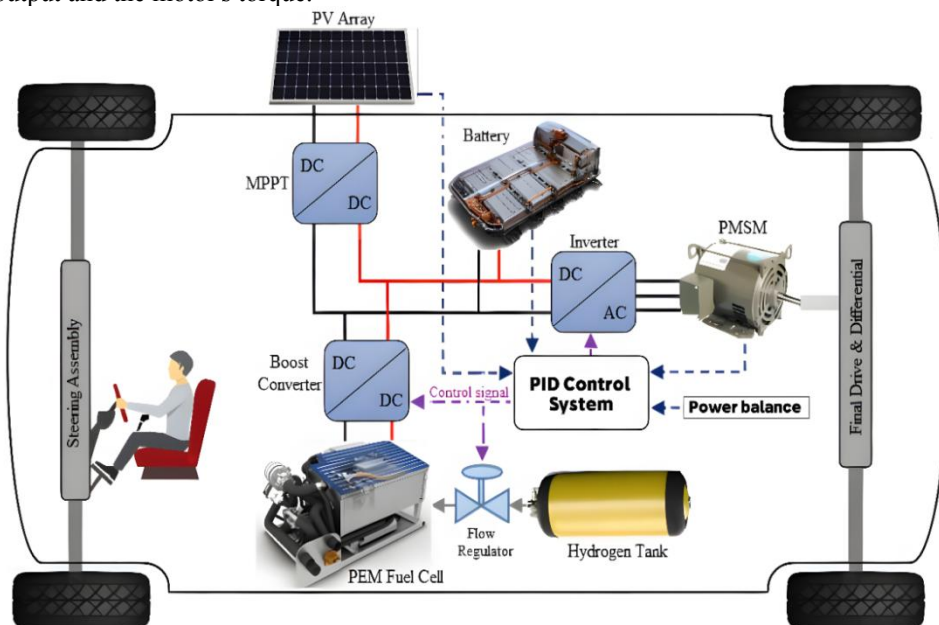 output and the motor's torque.
PV Array
DC
MPPT
DC
Battery
Inverter
DC
AC
PMSM
Steering Assembly
Boost
Converter
DC
DC
Control signal
PID Control
System
Power balance
Final Drive & Differential
Flow
Regulator
Hydrogen Tank
PEM Fuel Cell